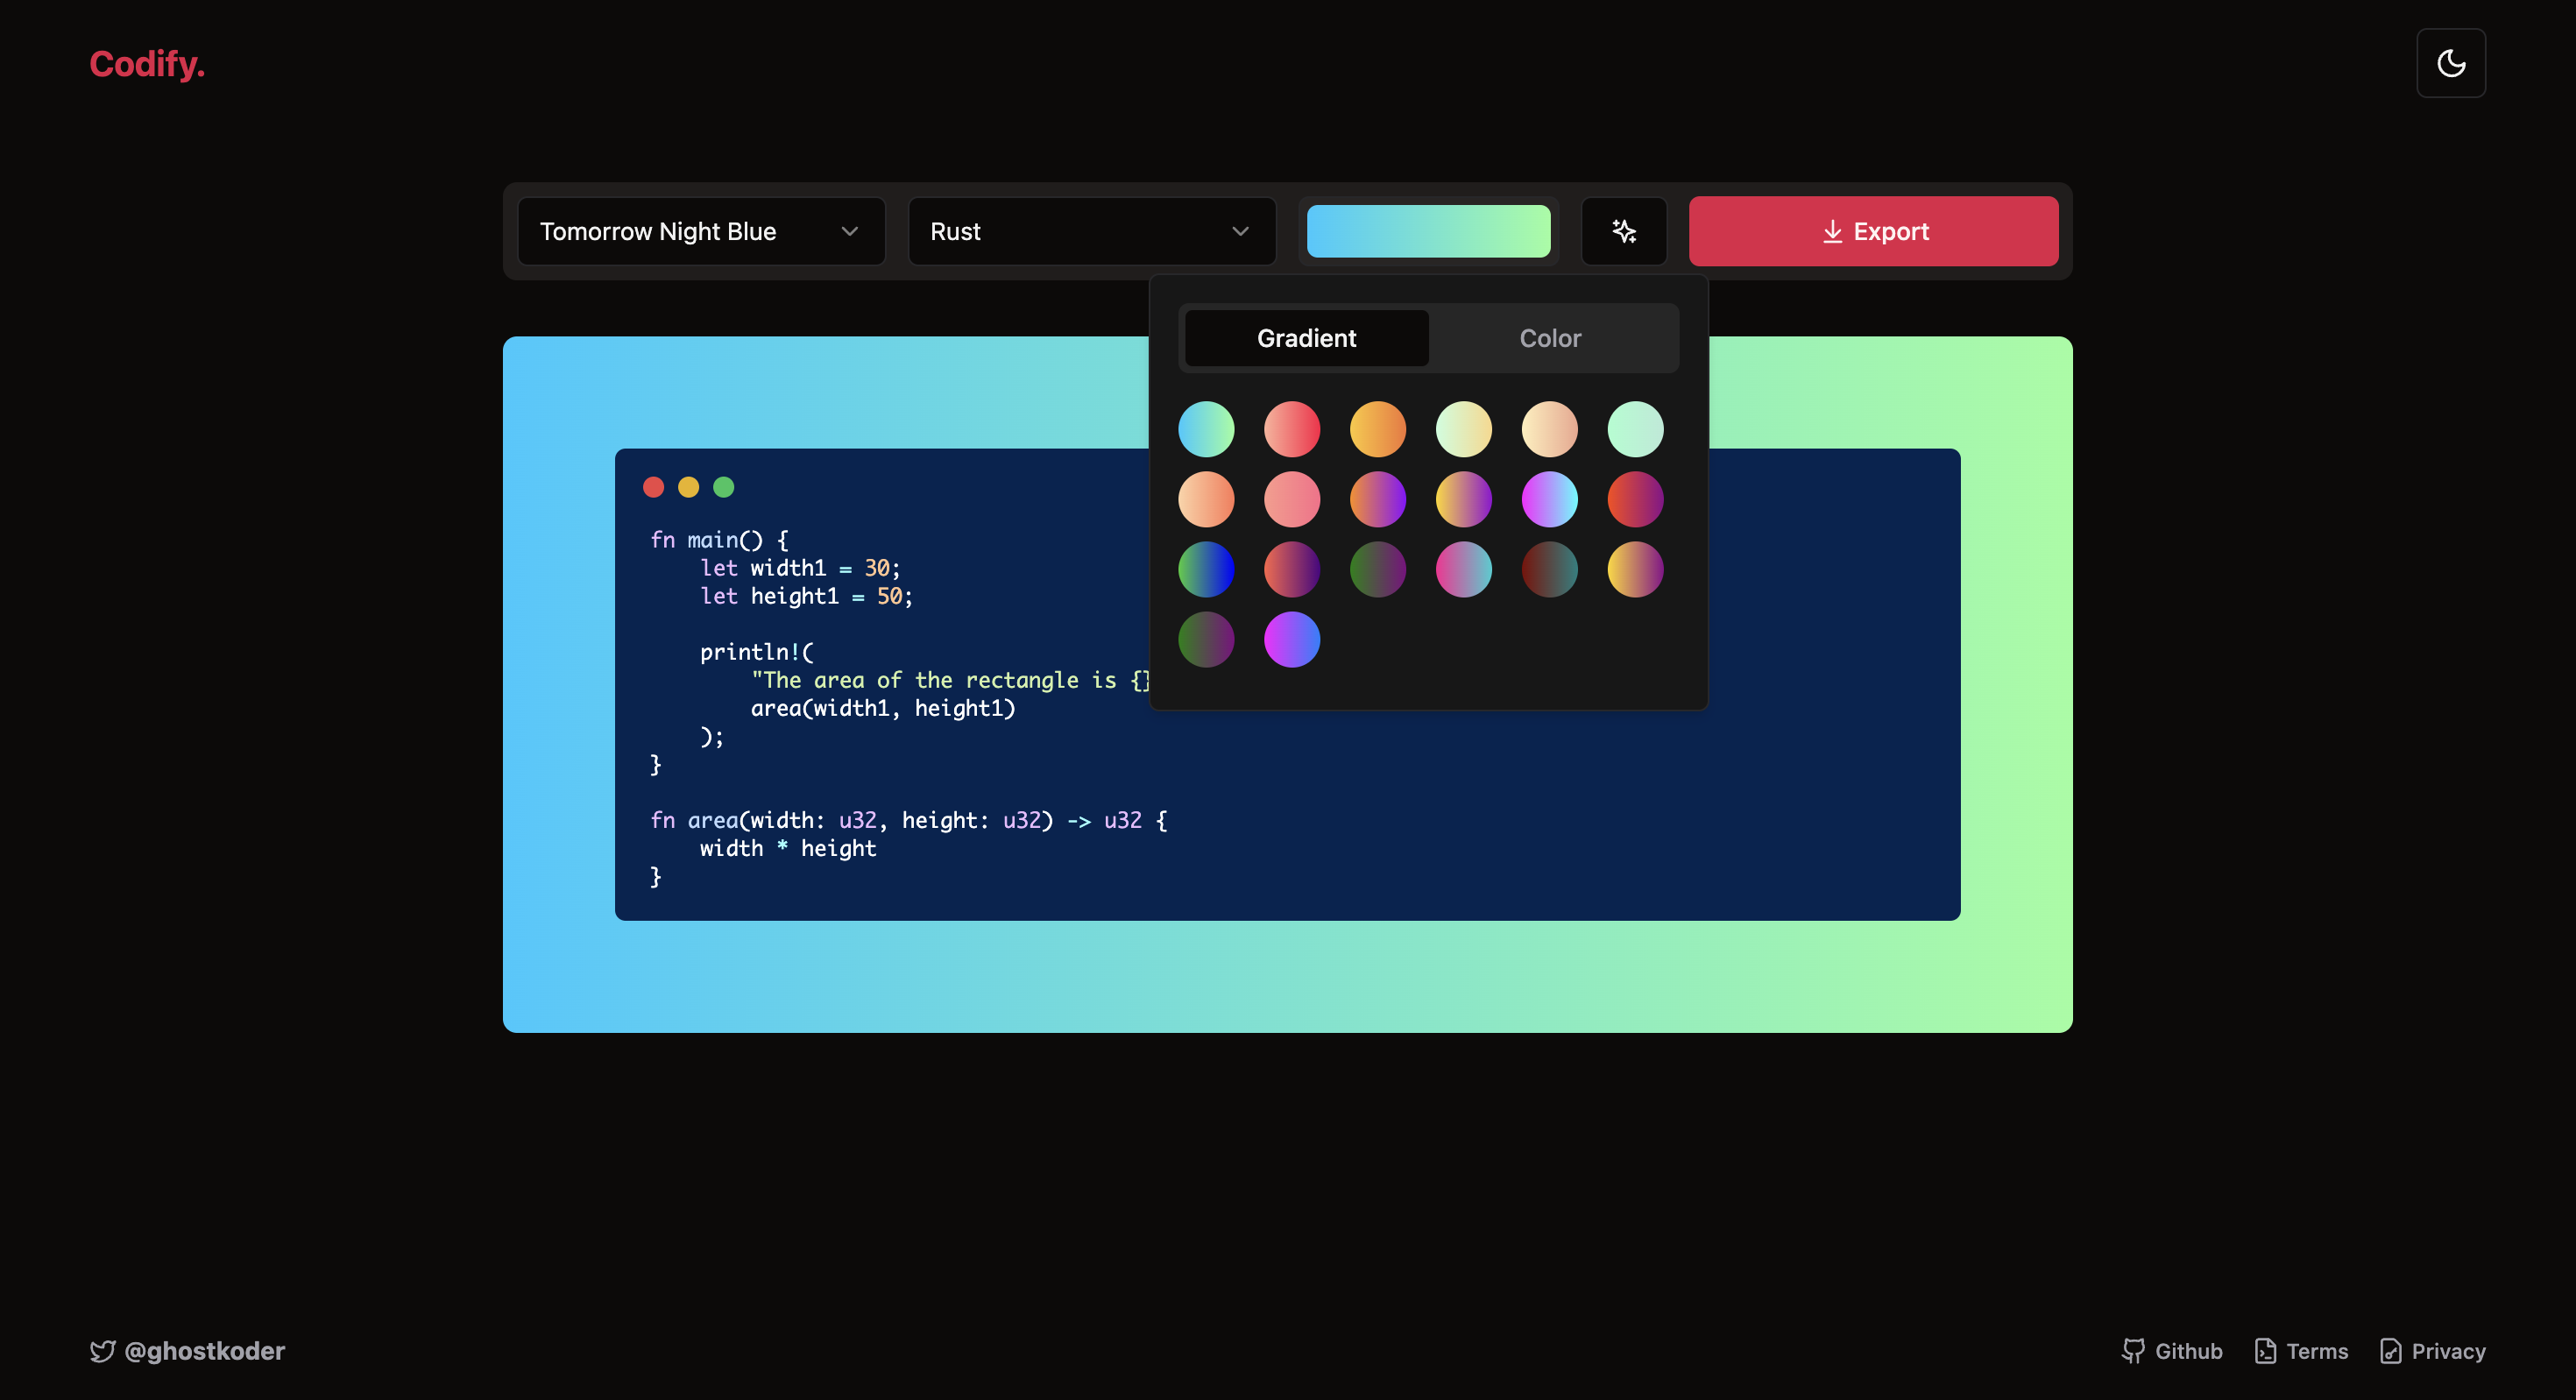 Codify.
Tomorrow Night Blue
Rust
Export
Gradient
Color
fn main() {
    let width1 = 30;
    let height1 = 50;
    println!(
        "The area of the rectangle is {}
        area(width1, height1)
    );
}
fn area(width: u32, height: u32) -> u32 {
    width * height
}
@ghostkoder
Github
Terms
Privacy